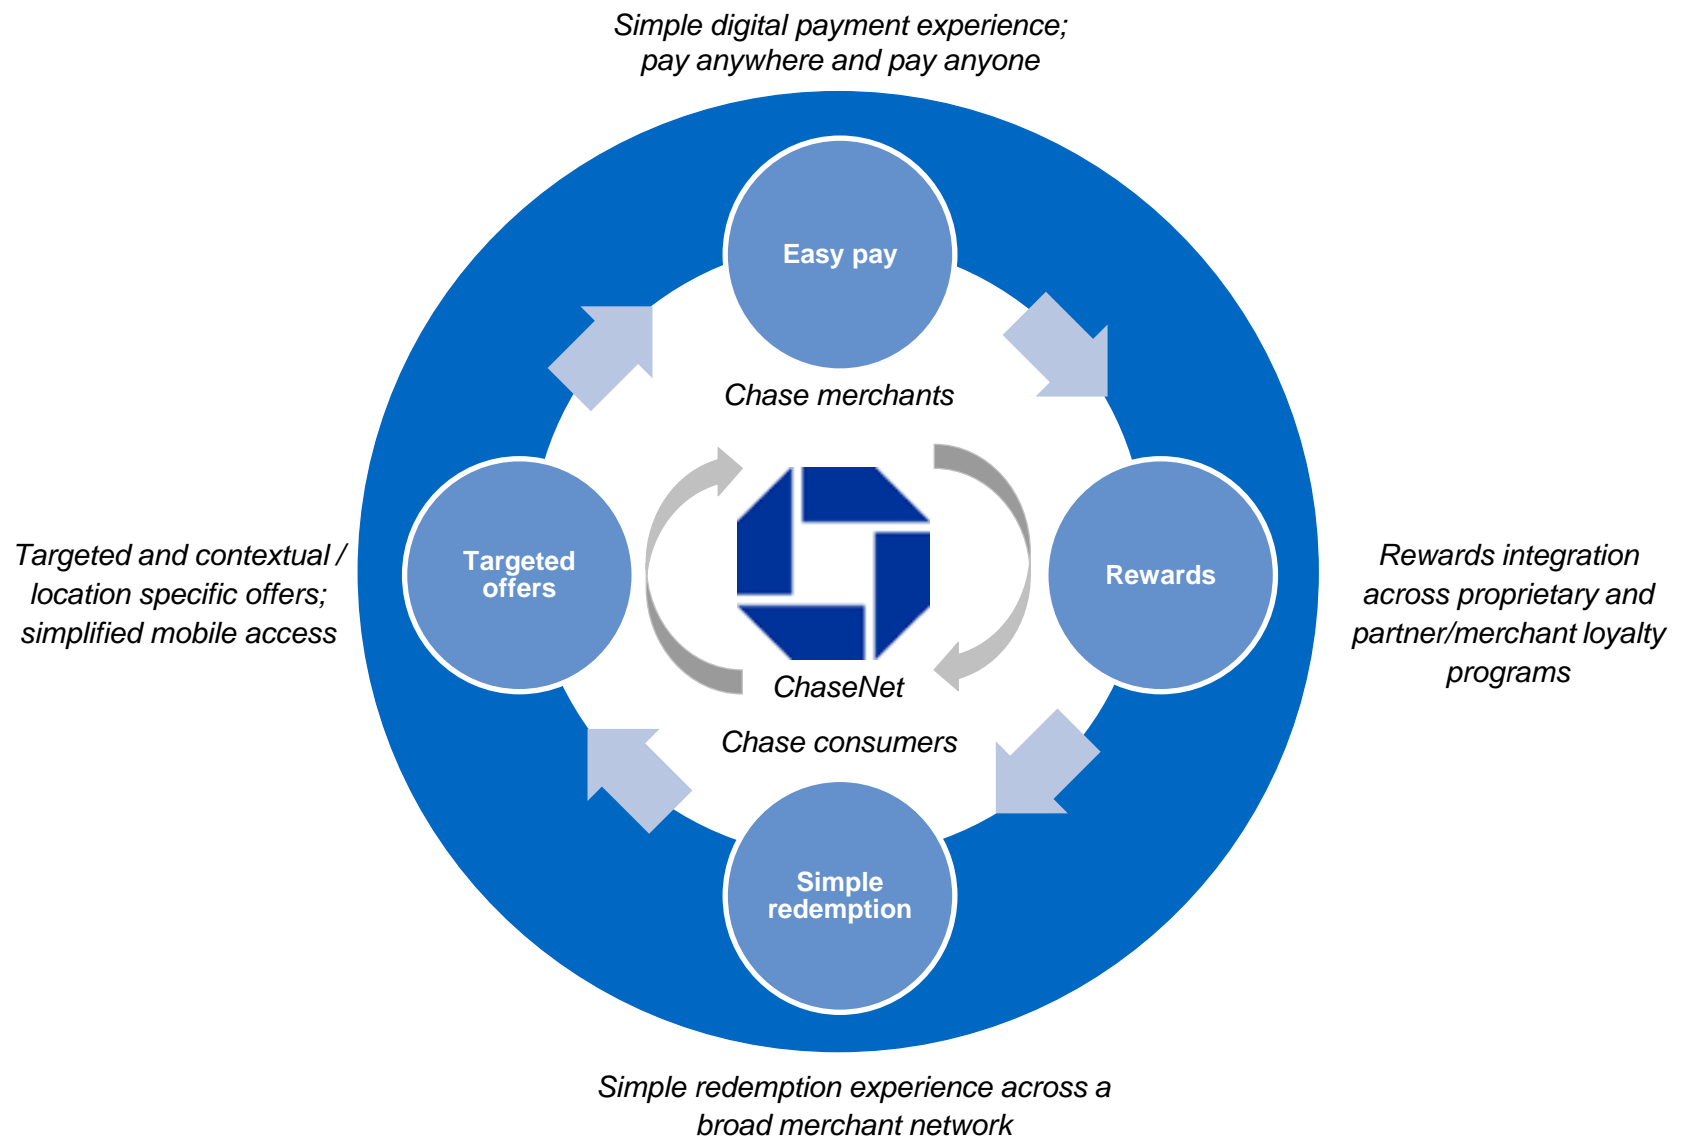 Simple digital payment experience;
pay anywhere and pay anyone
Easy pay
Chase merchants
Targeted
offers
Targeted and contextual /
location specific offers;
simplified mobile access
Rewards
Rewards integration
across proprietary and
partner/merchant loyalty
programs
ChaseNet
Chase consumers
Simple
redemption
Simple redemption experience across a
broad merchant network